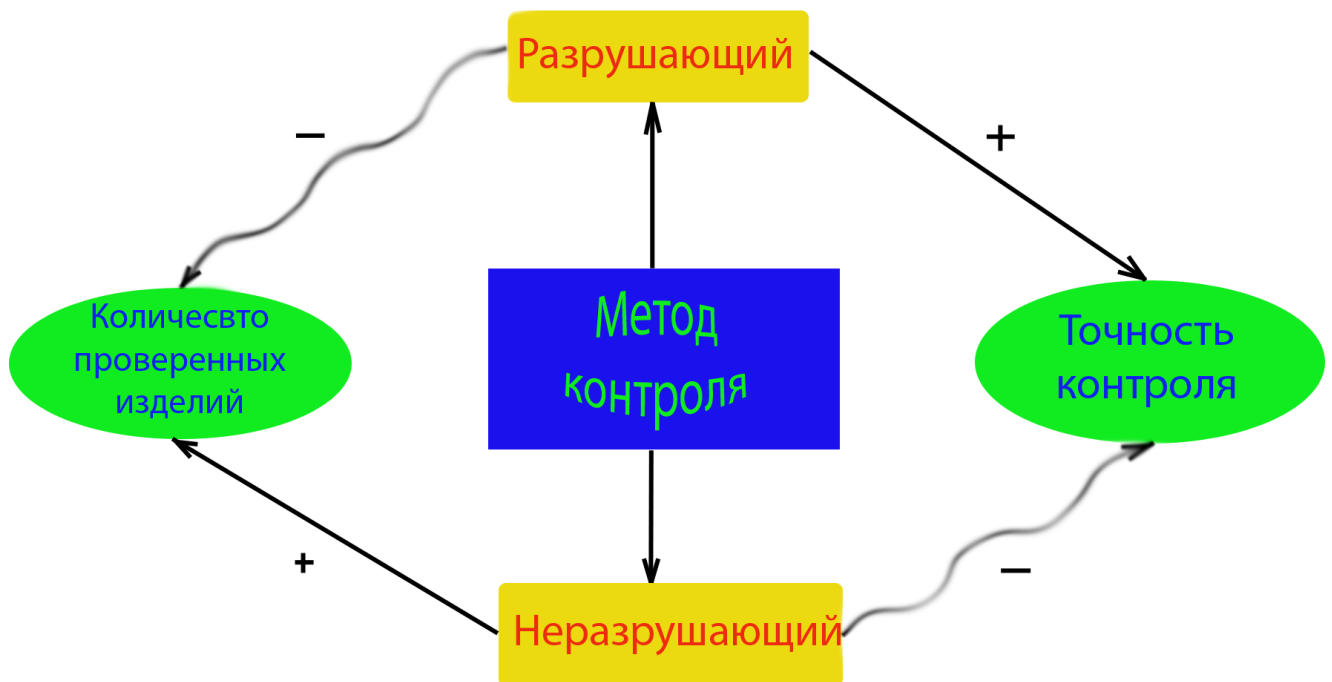 Разрушающий
–
+
Количесвто
проверенных
изделий
Метод
контроля
Точность
контроля
+
–
Неразрушающий